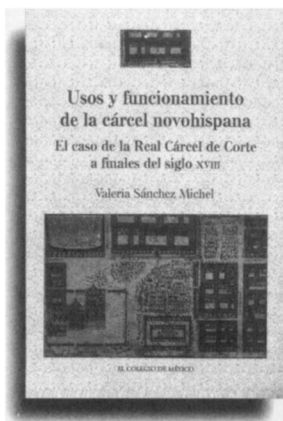 Usos y funcionamiento
de la cárcel novohispana
El caso de la Real Cárcel de Corte
a finales del siglo XVIII
Valeria Sánchez Michel
EL COLEGIO DE MÉXICO